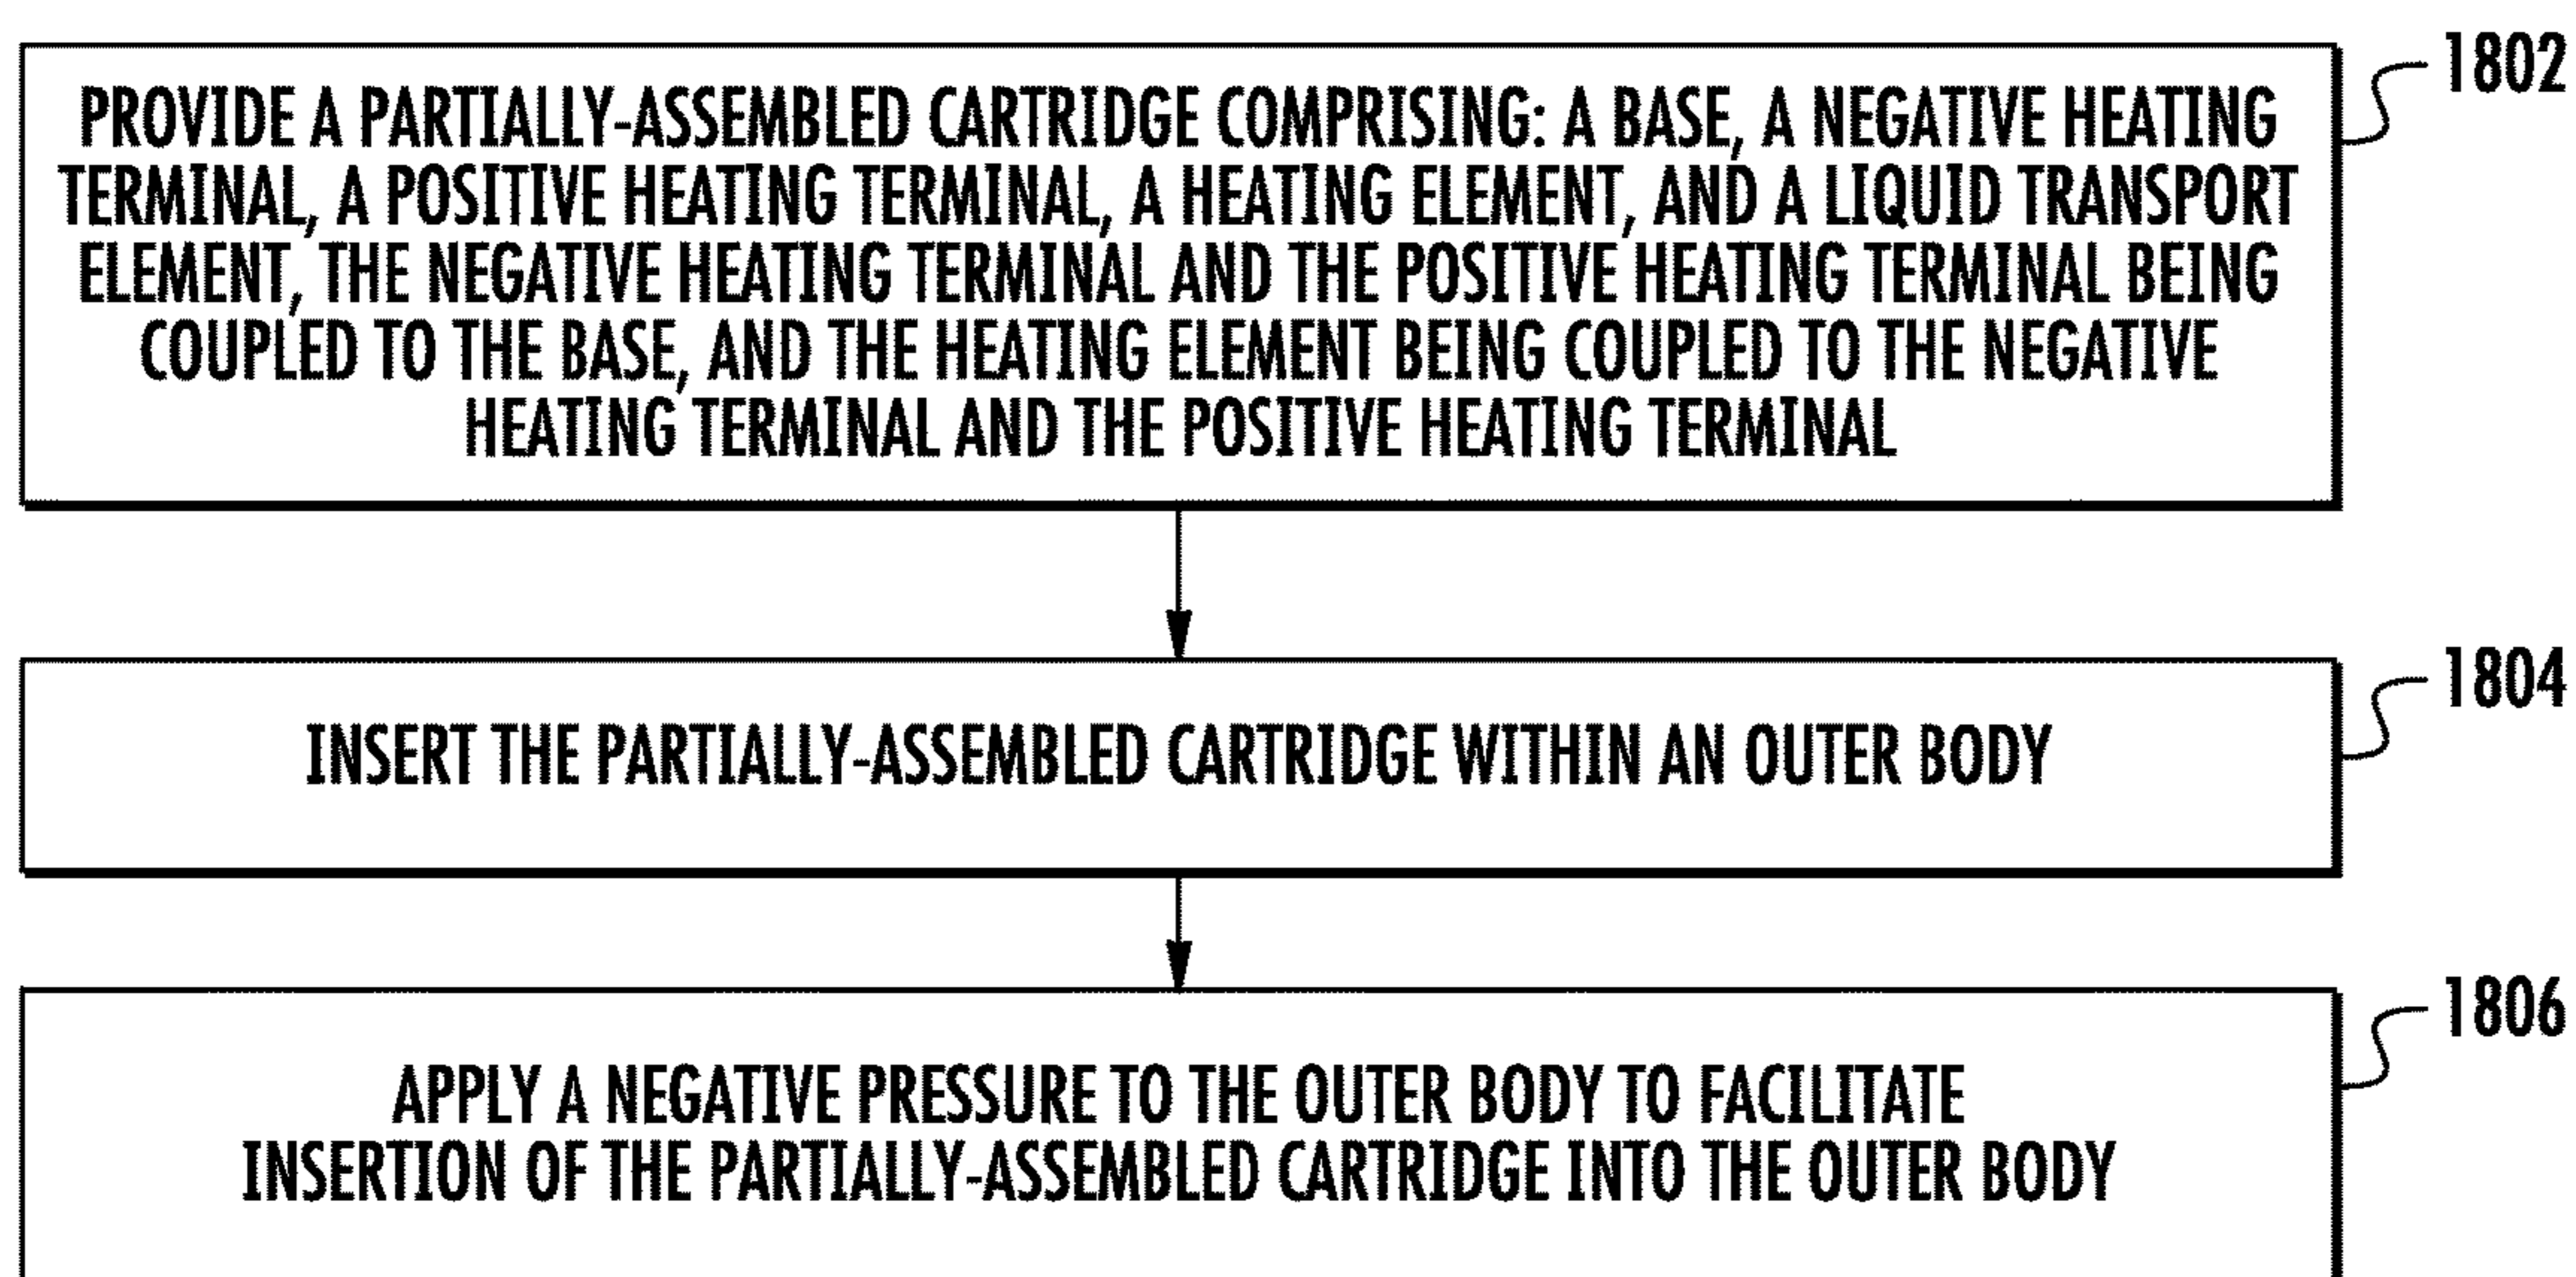 PROVIDE A PARTIALLY-ASSEMBLED CARTRIDGE COMPRISING: A BASE, A NEGATIVE HEATING
TERMINAL, A POSITIVE HEATING TERMINAL, A HEATING ELEMENT, AND A LIQUID TRANSPORT
ELEMENT, THE NEGATIVE HEATING TERMINAL AND THE POSITIVE HEATING TERMINAL BEING
COUPLED TO THE BASE, AND THE HEATING ELEMENT BEING COUPLED TO THE NEGATIVE
HEATING TERMINAL AND THE POSITIVE HEATING TERMINAL
1802
INSERT THE PARTIALLY-ASSEMBLED CARTRIDGE WITHIN AN OUTER BODY
1804
APPLY A NEGATIVE PRESSURE TO THE OUTER BODY TO FACILITATE
INSERTION OF THE PARTIALLY-ASSEMBLED CARTRIDGE INTO THE OUTER BODY
1806